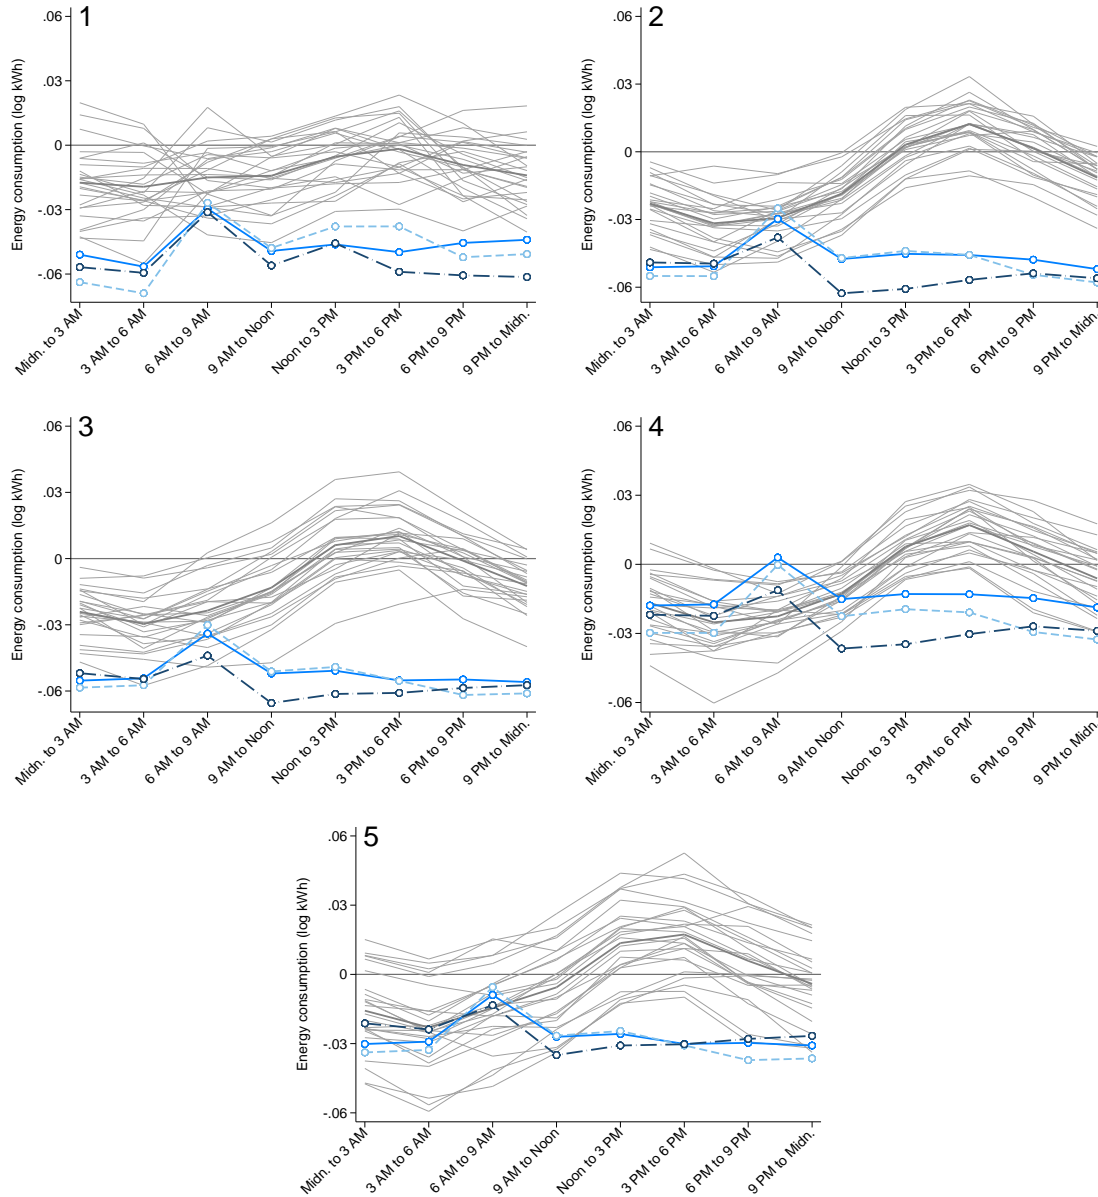 1
Energy consumption (log kWh)
.06
.03
0
-.03
-.06
Midn. to 3 AM
3 AM to 6 AM
6 AM to 9 AM
9 AM to Noon
Noon to 3 PM
3 PM to 6 PM
6 PM to 9 PM
9 PM to Midn.
2
Energy consumption (log kWh)
.06
.03
0
-.03
-.06
Midn. to 3 AM
3 AM to 6 AM
6 AM to 9 AM
9 AM to Noon
Noon to 3 PM
3 PM to 6 PM
6 PM to 9 PM
9 PM to Midn.
3
Energy consumption (log kWh)
.06
.03
0
-.03
-.06
Midn. to 3 AM
3 AM to 6 AM
6 AM to 9 AM
9 AM to Noon
Noon to 3 PM
3 PM to 6 PM
6 PM to 9 PM
9 PM to Midn.
4
Energy consumption (log kWh)
.06
.03
0
-.03
-.06
Midn. to 3 AM
3 AM to 6 AM
6 AM to 9 AM
9 AM to Noon
Noon to 3 PM
3 PM to 6 PM
6 PM to 9 PM
9 PM to Midn.
5
Energy consumption (log kWh)
.06
.03
0
-.03
-.06
Midn. to 3 AM
3 AM to 6 AM
6 AM to 9 AM
9 AM to Noon
Noon to 3 PM
3 PM to 6 PM
6 PM to 9 PM
9 PM to Midn.